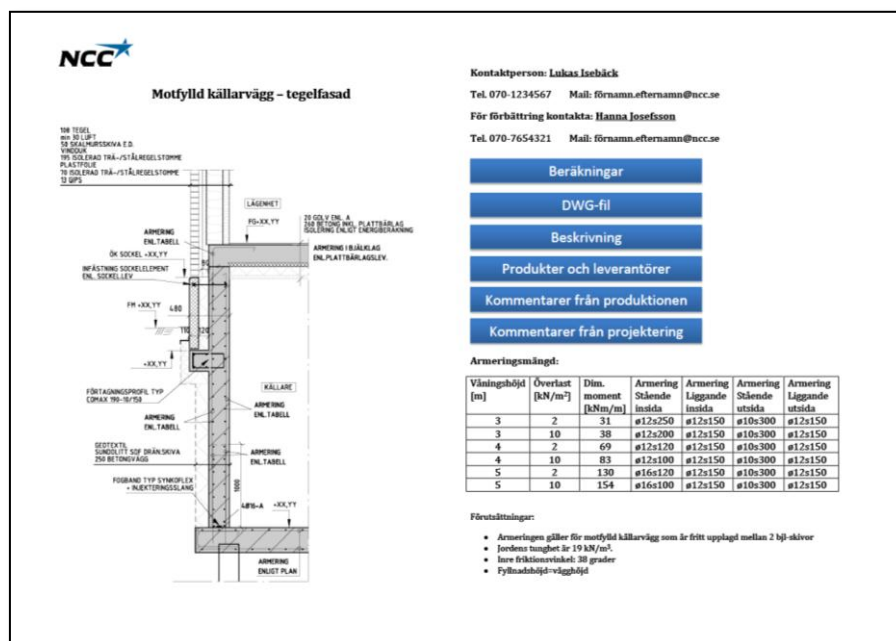 NCC
Motfylld källarvägg – tegelfasad
108 TEGEL
min 30 LUFT
50 SKALMURSSKIVA E.D.
VINDDUK
195 ISOLERAD TRÄ-/STÅLREGELSTOMME
PLASTFOLIE
70 ISOLERAD TRÄ-/STÅLREGELSTOMME
13 GIPS
LÄGENHET
FG+XX,YY
20 GOLV ENL. A
260 BETONG INKL. PLATTBÄRLAG
ISOLERING ENLIGT ENERGIBERÄKNING
ARMERING
ENL.TABELL
ARMERING I BJÄLKLAG
ENL.PLATTBÄRLAGSLEV.
ÖK SOCKEL +XX,YY
INFÄSTNING SOCKELELEMENT
ENL. SOCKEL.LEV
480
FM +XX,YY
110
120
+XX,YY
KÄLLARE
FÖRTAGNINGSPROFIL TYP
COMAX 190-10/150
ARMERING
ENL.TABELL
ARMERING
ENL.TABELL
GEOTEXTIL
SUNDOLITT SDF DRÄN.SKIVA
250 BETONGVÄGG
ARMERING
ENL.TABELL
FOGBAND TYP SYNKOFLEX
+ INJEKTERINGSSLANG
1000
4Ø16-A
+XX,YY
ARMERING
ENLIGT PLAN
Kontaktperson: Lukas Isebäck
Tel. 070-1234567 Mail: förnamn.efternamn@ncc.se
För förbättring kontakta: Hanna Josefsson
Tel. 070-7654321 Mail: förnamn.efternamn@ncc.se
Beräkningar
DWG-fil
Beskrivning
Produkter och leverantörer
Kommentarer från produktionen
Kommentarer från projektering
Armeringsmängd:
Våningshöjd [m] Överlast [kN/m²] Dim. moment [kNm/m] Armering Stående insida Armering Liggande insida Armering Stående utsida Armering Liggande utsida
3 2 31 ø12s250 ø12s150 ø10s300 ø12s150
3 10 38 ø12s200 ø12s150 ø10s300 ø12s150
4 2 69 ø12s120 ø12s150 ø10s300 ø12s150
4 10 83 ø12s100 ø12s150 ø10s300 ø12s150
5 2 130 ø16s120 ø12s150 ø10s300 ø12s150
5 10 154 ø16s100 ø12s150 ø10s300 ø12s150
Förutsättningar:
• Armeringen gäller för motfylld källarvägg som är fritt upplagd mellan 2 bjl-skivor
• Jordens tunghet är 19 kN/m³.
• Inre friktionsvinkel: 38 grader
• Fyllnadshöjd=vägghöjd